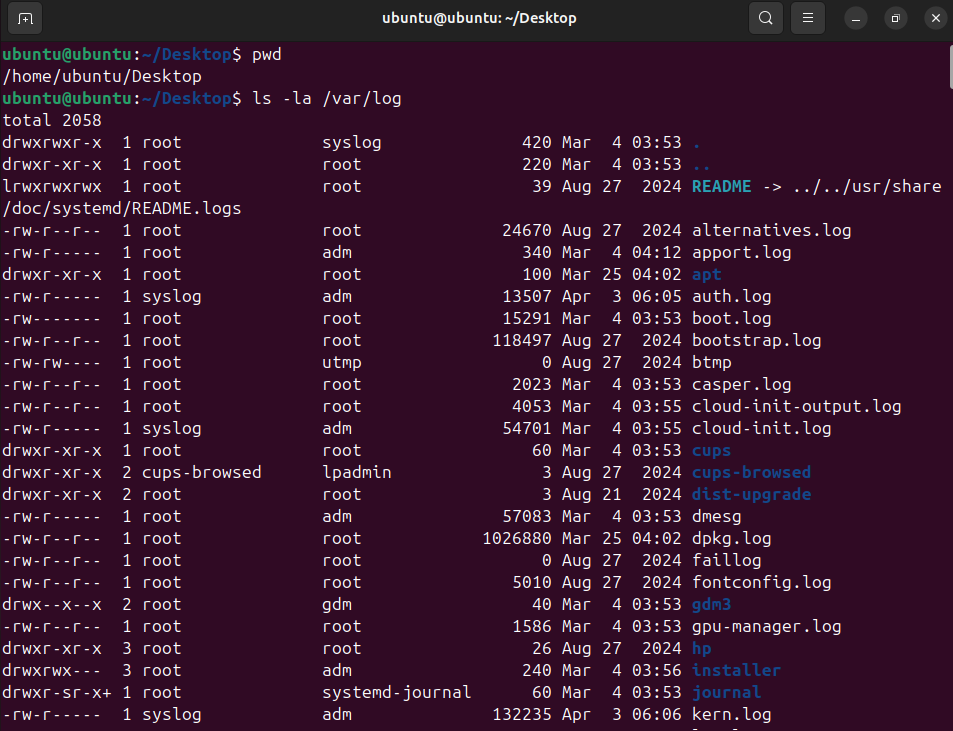 ubuntu@ubuntu: ~/Desktop
ubuntu@ubuntu:~/Desktop$ pwd
/home/ubuntu/Desktop
ubuntu@ubuntu:~/Desktop$ ls -la /var/log
total 2058
drwxrwxr-x  1 root              syslog              420 Mar  4 03:53 .
drwxr-xr-x  1 root              root                220 Mar  4 03:53 ..
lrwxrwxrwx  1 root              root                 39 Aug 27  2024 README -> ../../usr/share
/doc/systemd/README.logs
-rw-r--r--  1 root              root              24670 Aug 27  2024 alternatives.log
-rw-r-----  1 root              adm                 340 Mar  4 04:12 apport.log
drwxr-xr-x  1 root              root                100 Mar 25 04:02 apt
-rw-r-----  1 syslog            adm               13507 Apr  3 06:05 auth.log
-rw-------  1 root              root              15291 Mar  4 03:53 boot.log
-rw-r--r--  1 root              root             118497 Aug 27  2024 bootstrap.log
-rw-rw----  1 root              utmp                  0 Aug 27  2024 btmp
-rw-r--r--  1 root              root               2023 Mar  4 03:53 casper.log
-rw-r--r--  1 root              root               4053 Mar  4 03:55 cloud-init-output.log
-rw-r-----  1 syslog            adm               54701 Mar  4 03:55 cloud-init.log
drwxr-xr-x  1 root              root                 60 Mar  4 03:53 cups
drwxr-xr-x  2 cups-browsed      lpadmin               3 Aug 27  2024 cups-browsed
drwxr-xr-x  2 root              root                  3 Aug 21  2024 dist-upgrade
-rw-r-----  1 root              adm               57083 Mar  4 03:53 dmesg
-rw-r--r--  1 root              root            1026880 Mar 25 04:02 dpkg.log
-rw-r--r--  1 root              root                  0 Aug 27  2024 faillog
-rw-r--r--  1 root              root               5010 Aug 27  2024 fontconfig.log
drwx--x--x  2 root              gdm                  40 Mar  4 03:53 gdm3
-rw-r--r--  1 root              root               1586 Mar  4 03:53 gpu-manager.log
drwxr-xr-x  3 root              root                 26 Aug 27  2024 hp
drwxrwx---  3 root              adm                 240 Mar  4 03:56 installer
drwxr-sr-x+ 1 root              systemd-journal      60 Mar  4 03:53 journal
-rw-r-----  1 syslog            adm              132235 Apr  3 06:06 kern.log